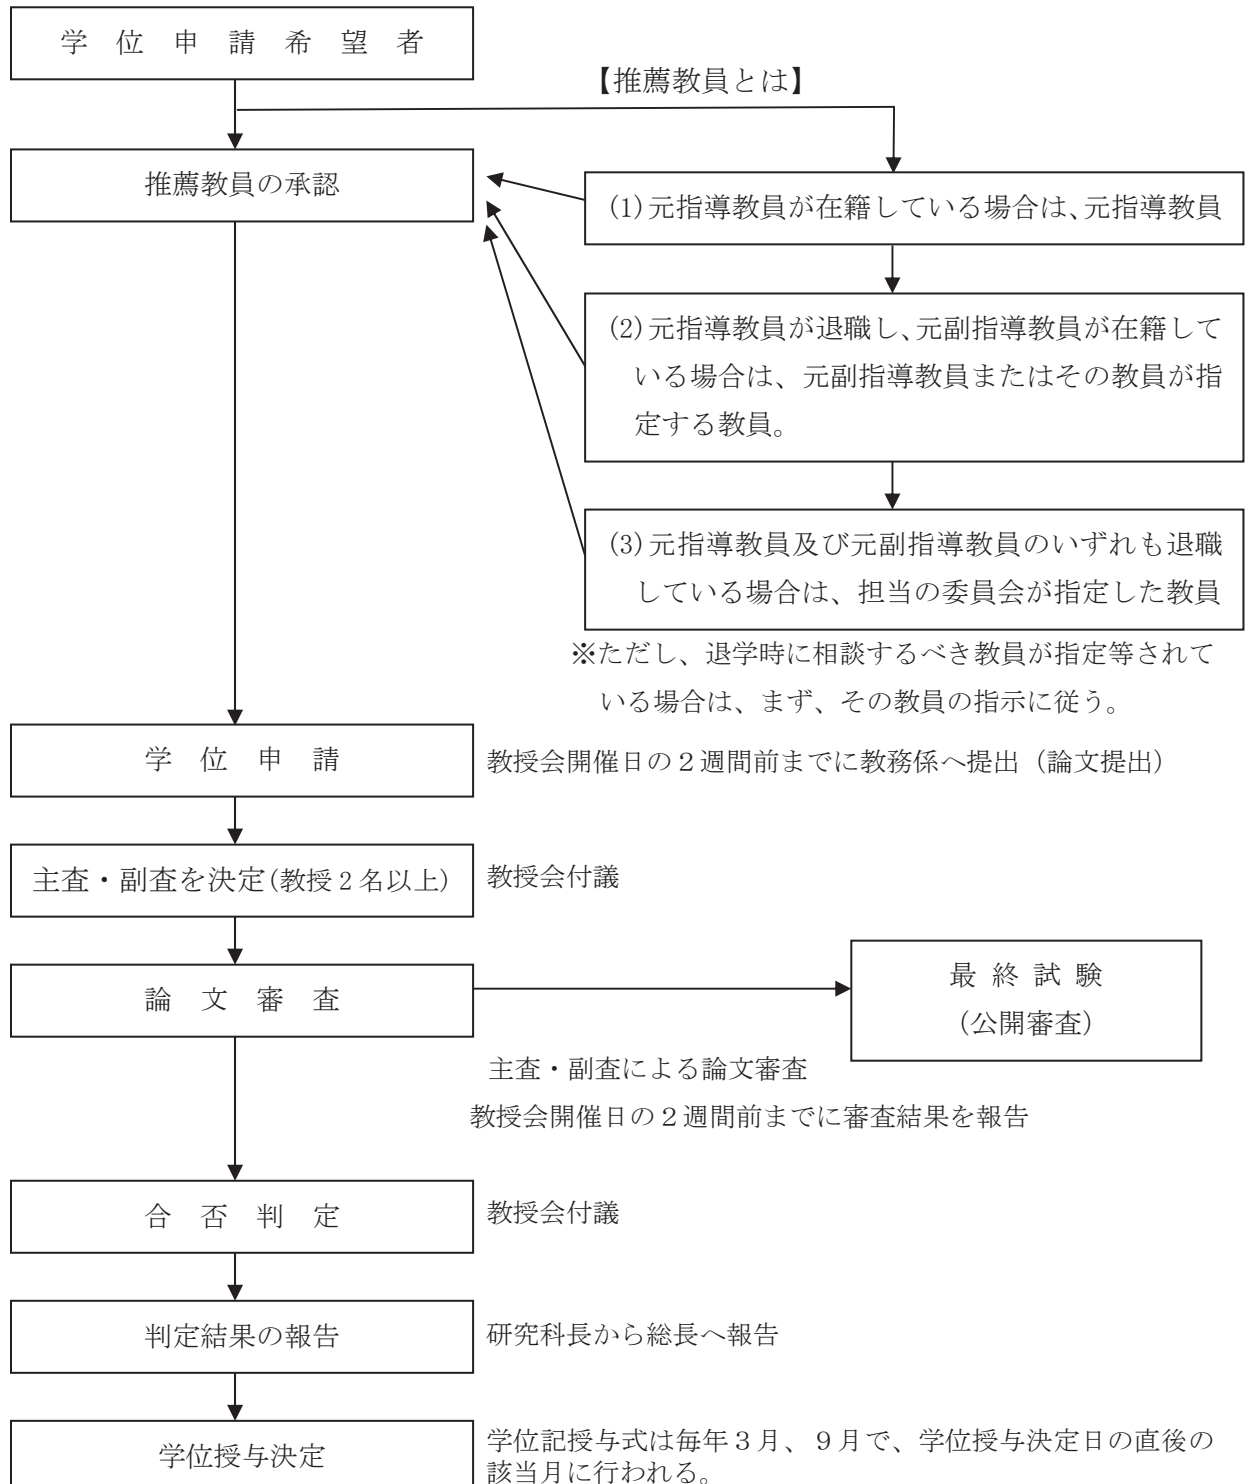 学　位　申　請　希　望　者
【推薦教員とは】
推薦教員の承認
(1)元指導教員が在籍している場合は、元指導教員
(2)元指導教員が退職し、元副指導教員が在籍して
いる場合は、元副指導教員またはその教員が指
定する教員。
(3)元指導教員及び元副指導教員のいずれも退職
している場合は、担当の委員会が指定した教員
※ただし、退学時に相談するべき教員が指定等されて
いる場合は、まず、その教員の指示に従う。
学　位　申　請
教授会開催日の２週間前までに教務係へ提出（論文提出）
主査・副査を決定(教授２名以上)
教授会付議
論　文　審　査
最 終 試 験
（公開審査）
主査・副査による論文審査
教授会開催日の２週間前までに審査結果を報告
合　否　判　定
教授会付議
判定結果の報告
研究科長から総長へ報告
学位授与決定
学位記授与式は毎年３月、９月で、学位授与決定日の直後の
該当月に行われる。